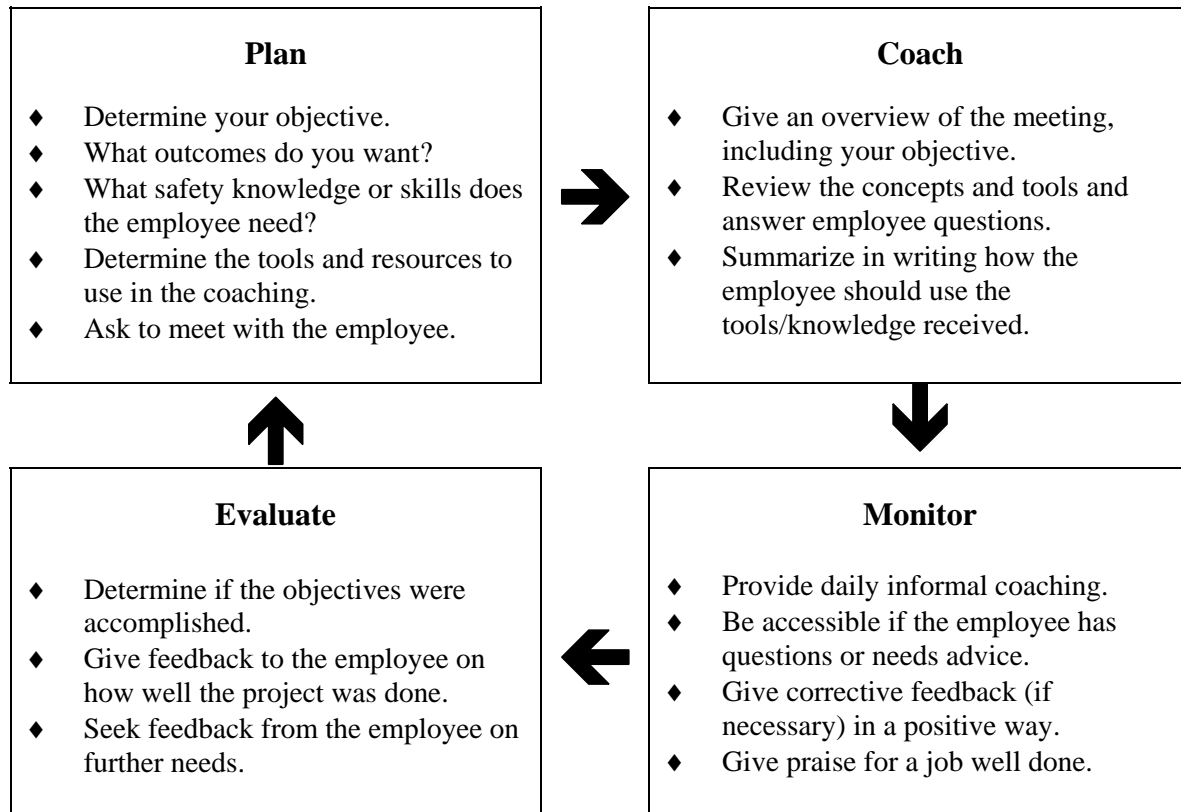 Plan
♦ Determine your objective.
♦ What outcomes do you want?
♦ What safety knowledge or skills does
the employee need?
♦ Determine the tools and resources to
use in the coaching.
♦ Ask to meet with the employee.
Coach
♦ Give an overview of the meeting,
including your objective.
♦ Review the concepts and tools and
answer employee questions.
♦ Summarize in writing how the
employee should use the
tools/knowledge received.
Evaluate
♦ Determine if the objectives were
accomplished.
♦ Give feedback to the employee on
how well the project was done.
♦ Seek feedback from the employee on
further needs.
Monitor
♦ Provide daily informal coaching.
♦ Be accessible if the employee has
questions or needs advice.
♦ Give corrective feedback (if
necessary) in a positive way.
♦ Give praise for a job well done.